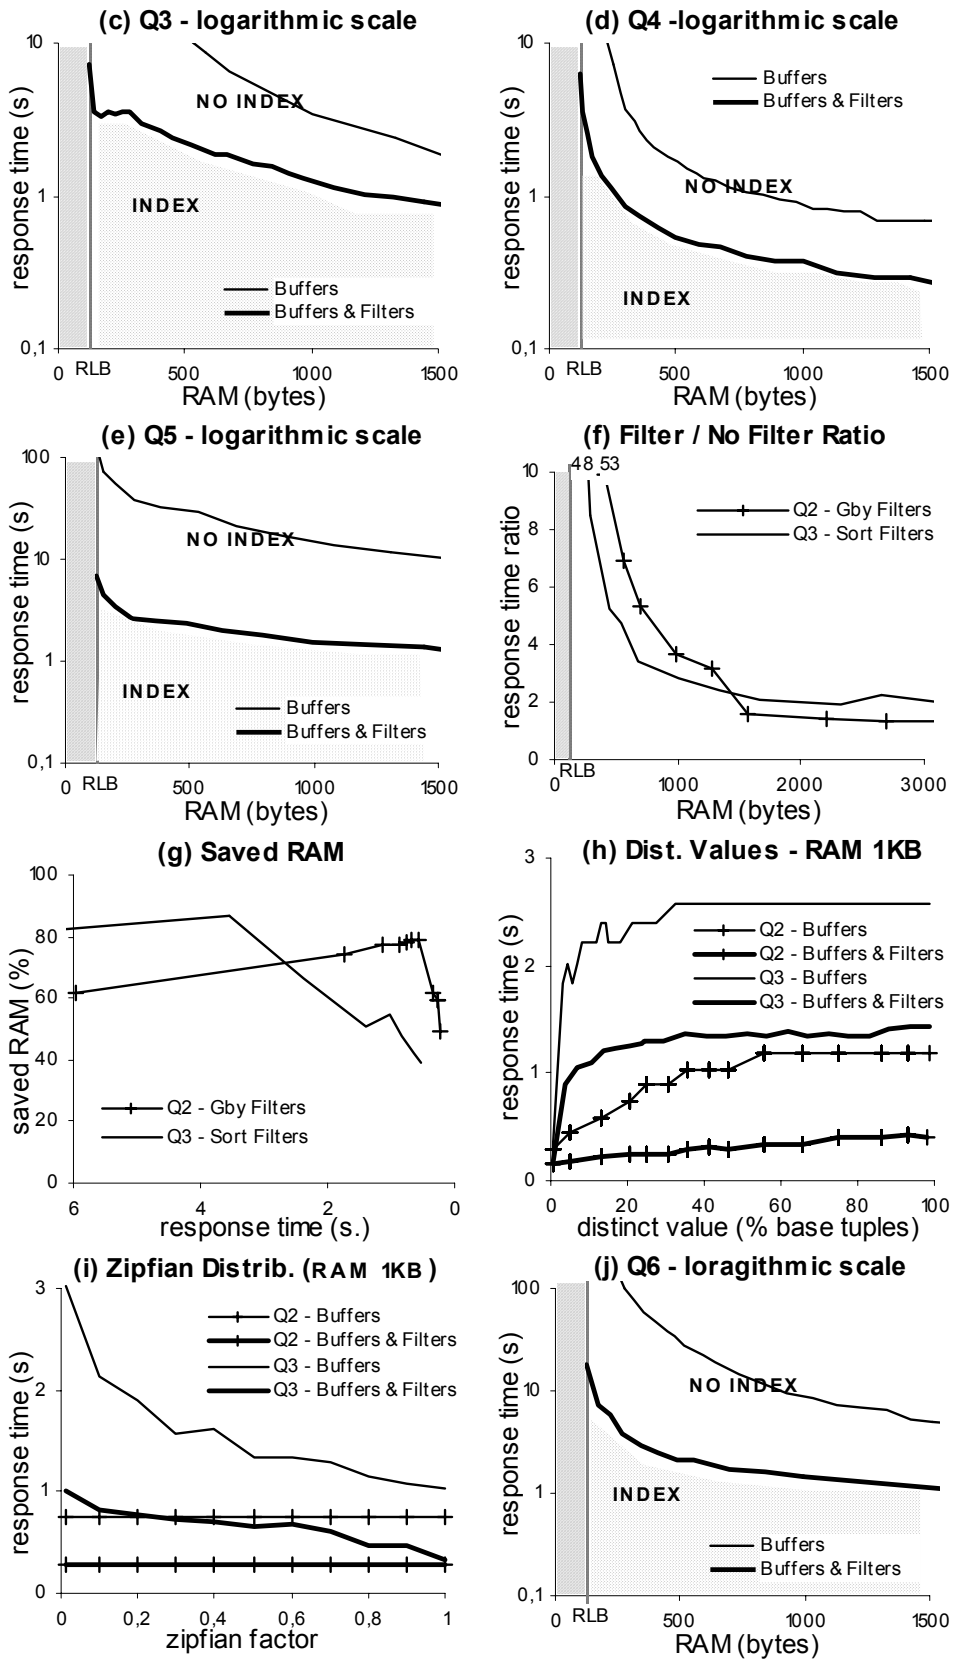 (c) Q3 - logarithmic scale
response time (s)
10
1
0,1
NO INDEX
INDEX
Buffers
Buffers & Filters
0 RLB 500 1000 1500
RAM (bytes)
(d) Q4 -logarithmic scale
response time (s)
10
1
0,1
Buffers
Buffers & Filters
NO INDEX
INDEX
0 RLB 500 1000 1500
RAM (bytes)
(e) Q5 - logarithmic scale
response time (s)
100
10
1
0,1
NO INDEX
INDEX
Buffers
Buffers & Filters
0 RLB 500 1000 1500
RAM (bytes)
(f) Filter / No Filter Ratio
response time ratio
10
8
6
4
2
0
48 53
Q2 - Gby Filters
Q3 - Sort Filters
RLB 1000 2000 3000
RAM (bytes)
(g) Saved RAM
saved RAM (%)
100
80
60
40
20
0
Q2 - Gby Filters
Q3 - Sort Filters
6 4 2 0
response time (s.)
(h) Dist. Values - RAM 1KB
response time (s)
3
2
1
0
Q2 - Buffers
Q2 - Buffers & Filters
Q3 - Buffers
Q3 - Buffers & Filters
0 20 40 60 80 100
distinct value (% base tuples)
(i) Zipfian Distrib. (RAM 1KB)
response time (s)
3
2
1
0
Q2 - Buffers
Q2 - Buffers & Filters
Q3 - Buffers
Q3 - Buffers & Filters
0 0,2 0,4 0,6 0,8 1
zipfian factor
(j) Q6 - loragithmic scale
response time (s)
100
10
1
0,1
NO INDEX
INDEX
Buffers
Buffers & Filters
0 RLB 500 1000 1500
RAM (bytes)